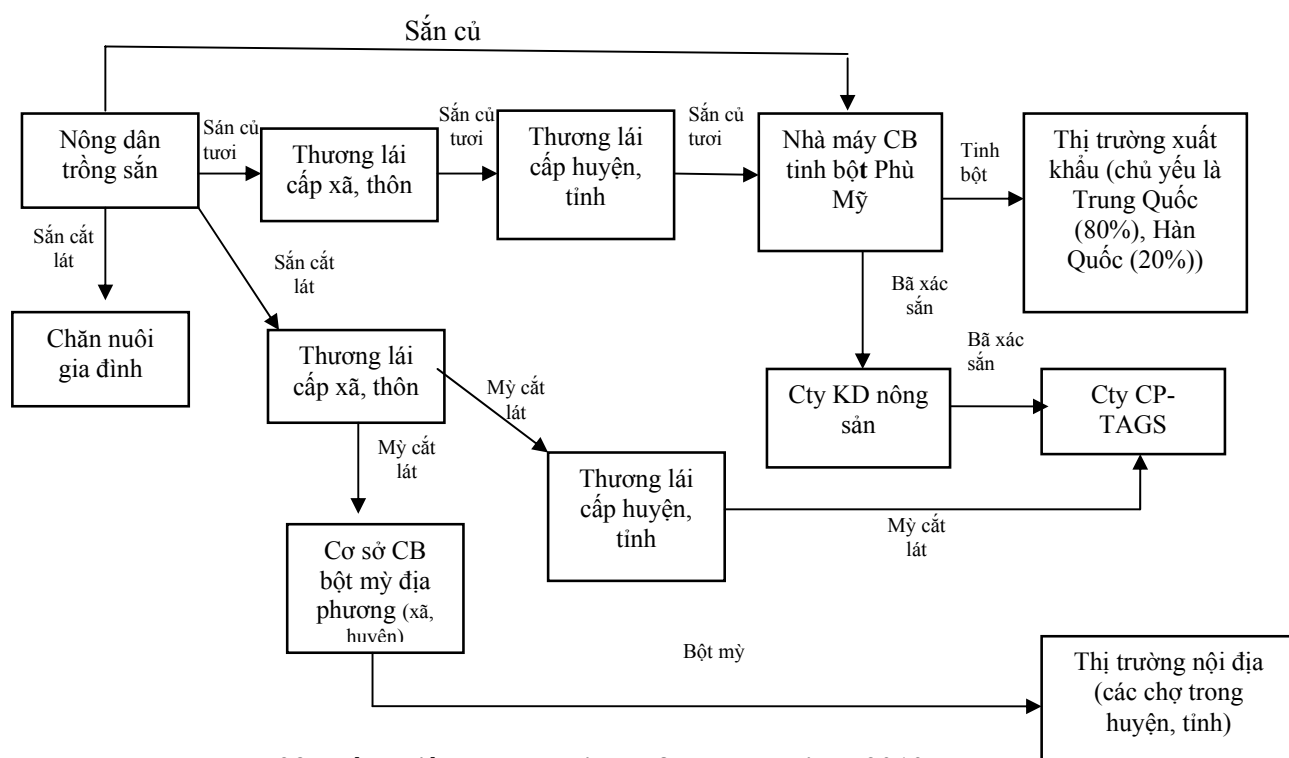 Sắn củ
Nông dân
trồng sắn
Sán củ
tươi
Thương lái
cấp xã, thôn
Sắn củ
tươi
Thương lái
cấp huyện,
tỉnh
Sắn củ
tươi
Nhà máy CB
tinh bột Phù
Mỹ
Tinh
bột
Thị trường xuất
khẩu (chủ yếu là
Trung Quốc
(80%), Hàn
Quốc (20%))
Sắn cắt
lát
Sắn cắt
lát
Bã xác
sắn
Chăn nuôi
gia đình
Thương lái
cấp xã, thôn
Mỳ cắt
lát
Cty KD nông
sản
Bã xác
sắn
Cty CP-
TAGS
Mỳ cắt
lát
Thương lái
cấp huyện,
tỉnh
Mỳ cắt
lát
Cơ sở CB
bột mỳ địa
phương (xã,
huyện)
Bột mỳ
Thị trường nội địa
(các chợ trong
huyện, tỉnh)